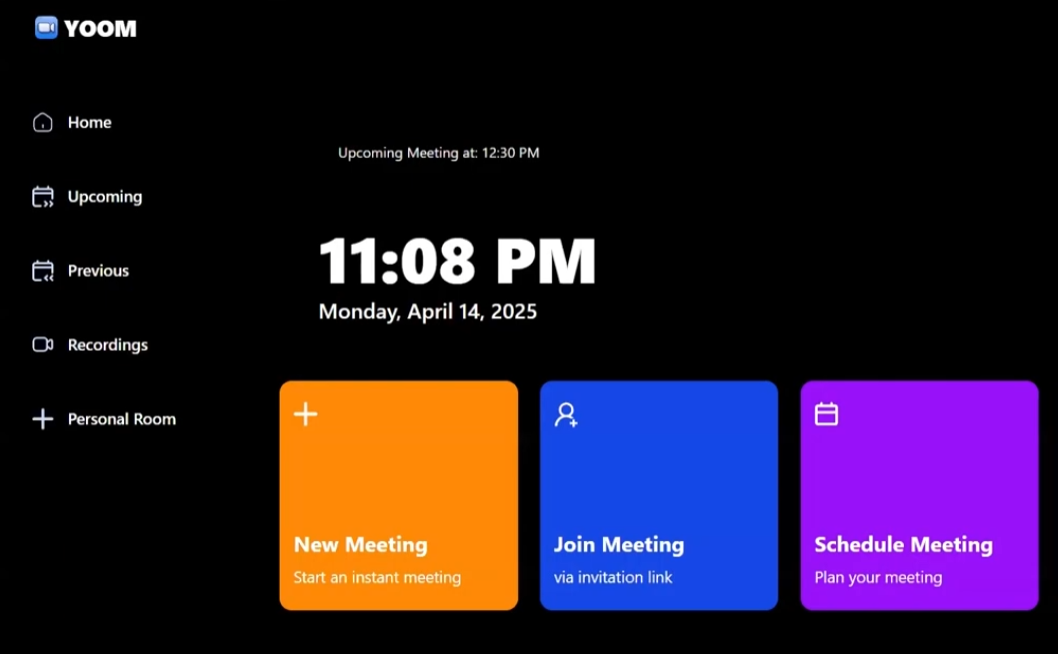 YOOM
Home
Upcoming
Previous
Recordings
Personal Room
Upcoming Meeting at: 12:30 PM
11:08 PM
Monday, April 14, 2025
New Meeting
Start an instant meeting
Join Meeting
via invitation link
Schedule Meeting
Plan your meeting